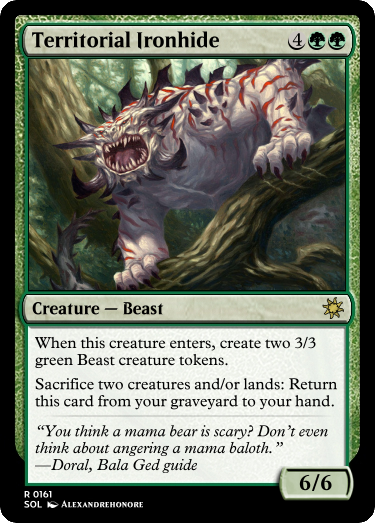 Territorial Ironhide 4
Creature — Beast
When this creature enters, create two 3/3
green Beast creature tokens.
Sacrifice two creatures and/or lands: Return
this card from your graveyard to your hand.
“You think a mama bear is scary? Don’t even
think about angering a mama baloth.”
—Doral, Bala Ged guide
6/6
R 0161
SOL Alexandrehonore